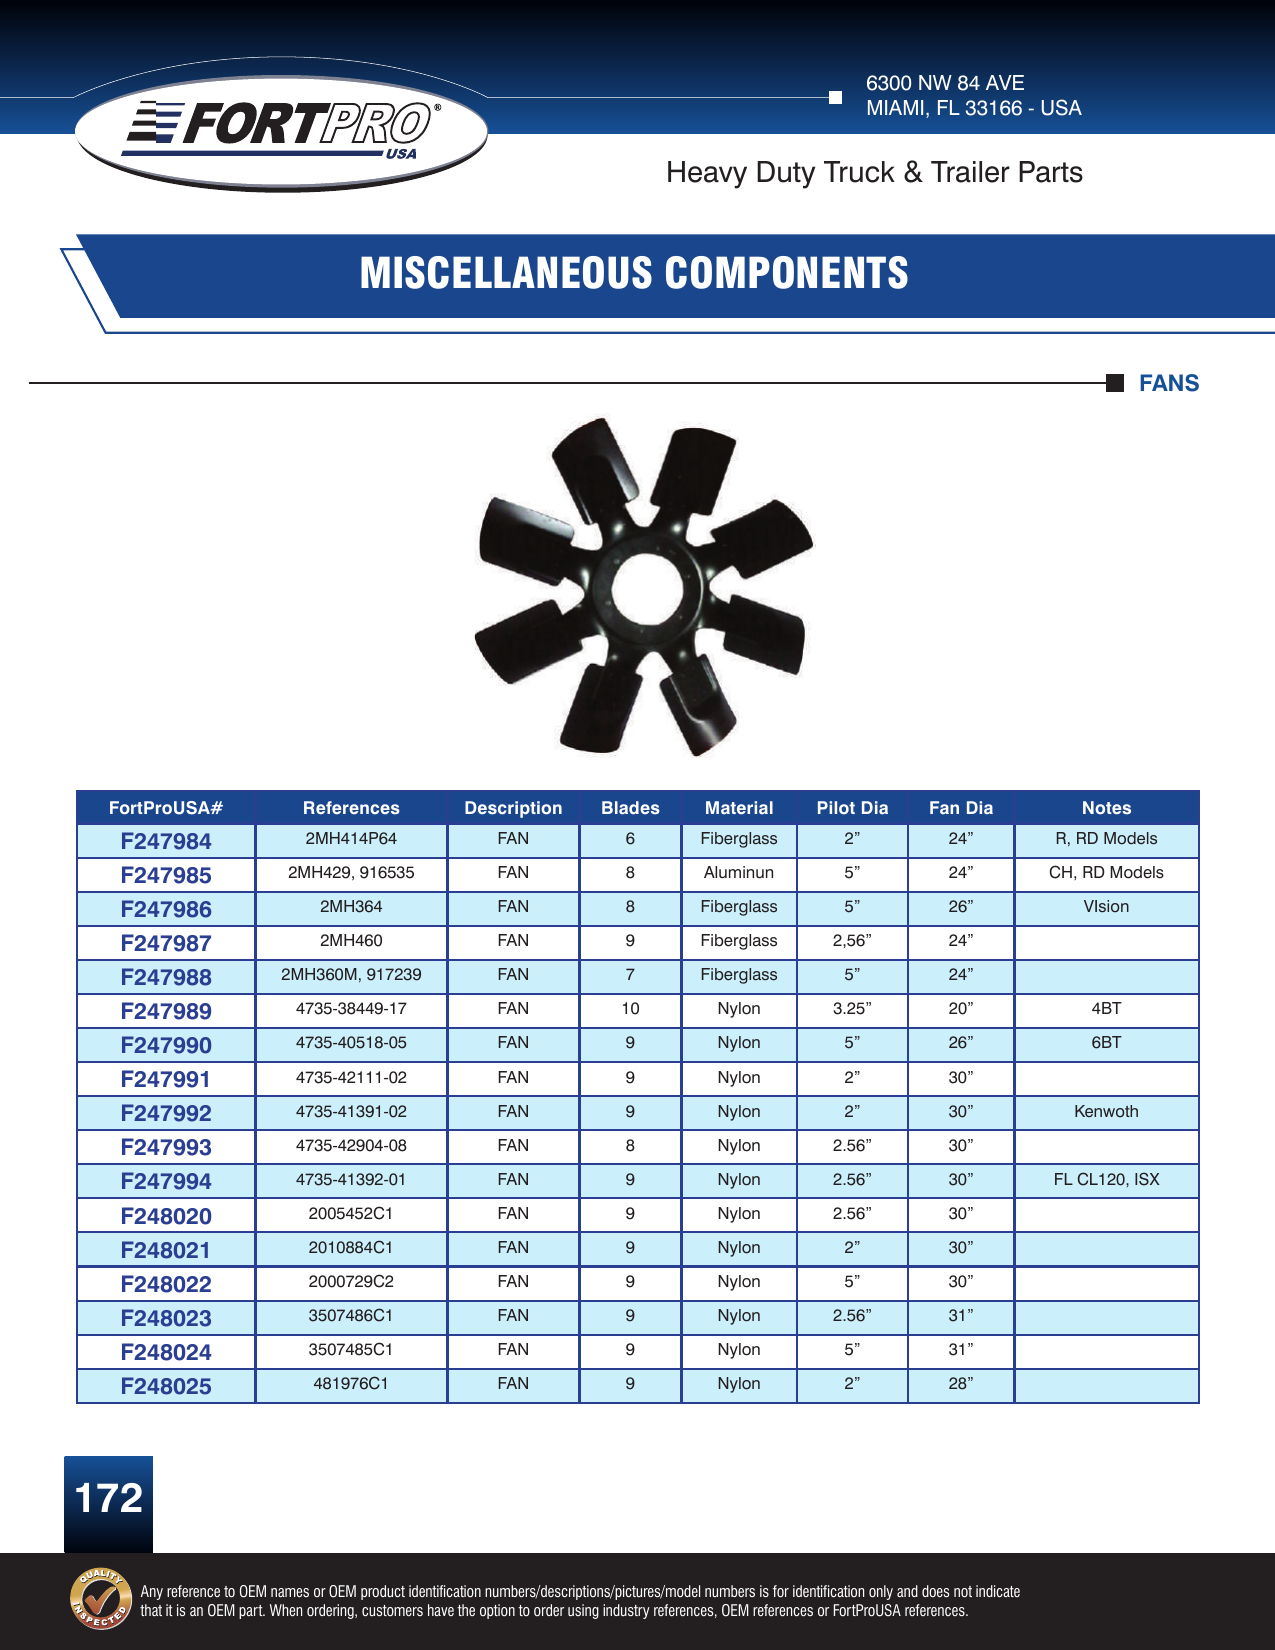 6300 NW 84 AVE
MIAMI, FL 33166 - USA
FORTPRO®
USA
Heavy Duty Truck & Trailer Parts
MISCELLANEOUS COMPONENTS
FANS
FortProUSA# References Description Blades Material Pilot Dia Fan Dia Notes
F247984 2MH414P64 FAN 6 Fiberglass 2” 24” R, RD Models
F247985 2MH429, 916535 FAN 8 Aluminun 5” 24” CH, RD Models
F247986 2MH364 FAN 8 Fiberglass 5” 26” VIsion
F247987 2MH460 FAN 9 Fiberglass 2,56” 24”
F247988 2MH360M, 917239 FAN 7 Fiberglass 5” 24”
F247989 4735-38449-17 FAN 10 Nylon 3.25” 20” 4BT
F247990 4735-40518-05 FAN 9 Nylon 5” 26” 6BT
F247991 4735-42111-02 FAN 9 Nylon 2” 30”
F247992 4735-41391-02 FAN 9 Nylon 2” 30” Kenwoth
F247993 4735-42904-08 FAN 8 Nylon 2.56” 30”
F247994 4735-41392-01 FAN 9 Nylon 2.56” 30” FL CL120, ISX
F248020 2005452C1 FAN 9 Nylon 2.56” 30”
F248021 2010884C1 FAN 9 Nylon 2” 30”
F248022 2000729C2 FAN 9 Nylon 5” 30”
F248023 3507486C1 FAN 9 Nylon 2.56” 31”
F248024 3507485C1 FAN 9 Nylon 5” 31”
F248025 481976C1 FAN 9 Nylon 2” 28”
172
QUALITY
INSPECTED
Any reference to OEM names or OEM product identification numbers/descriptions/pictures/model numbers is for identification only and does not indicate
that it is an OEM part. When ordering, customers have the option to order using industry references, OEM references or FortProUSA references.